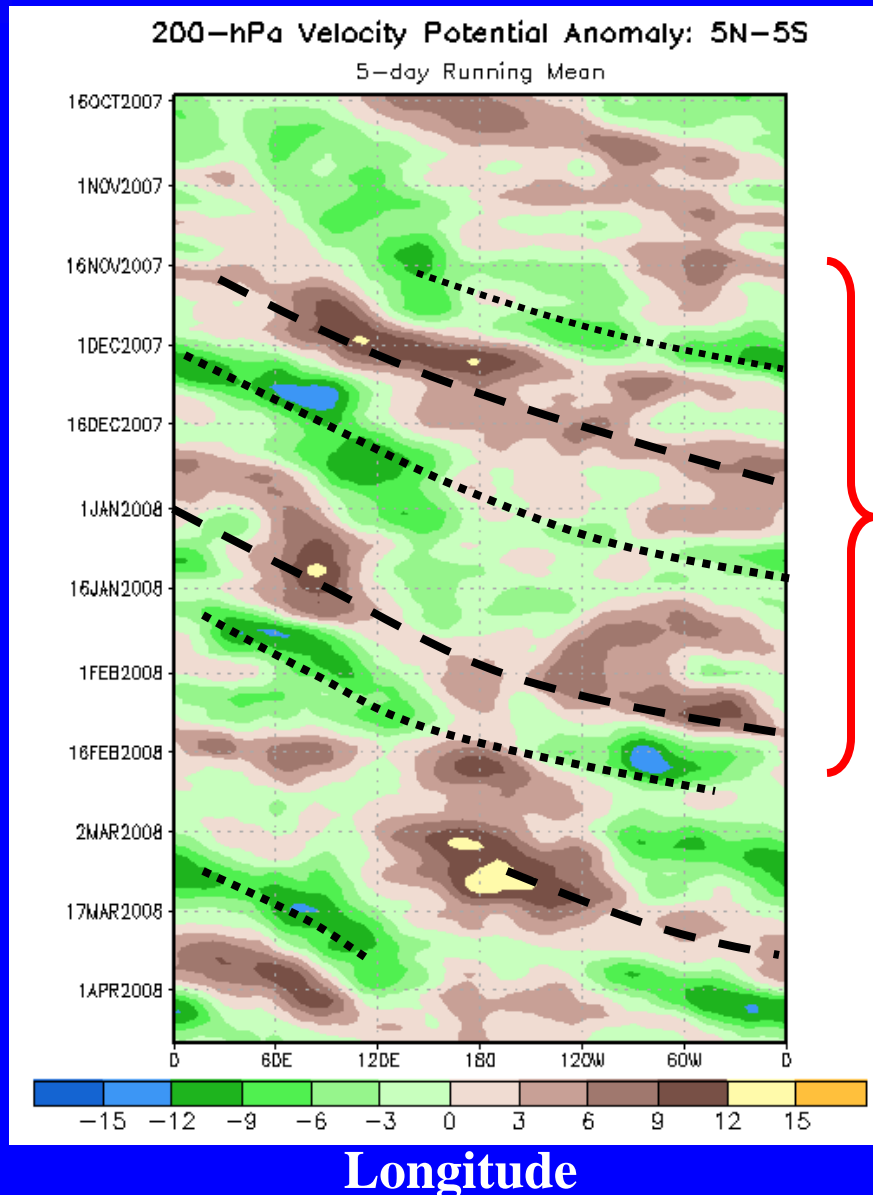 200-hPa Velocity Potential Anomaly: 5N-5S
5-day Running Mean
16OCT2007
1NOV2007
16NOV2007
1DEC2007
16DEC2007
1JAN2008
16JAN2008
1FEB2008
16FEB2008
2MAR2008
17MAR2008
1APR2008
0 60E 120E 180 120W 60W 0
-15 -12 -9 -6 -3 0 3 6 9 12 15
Longitude